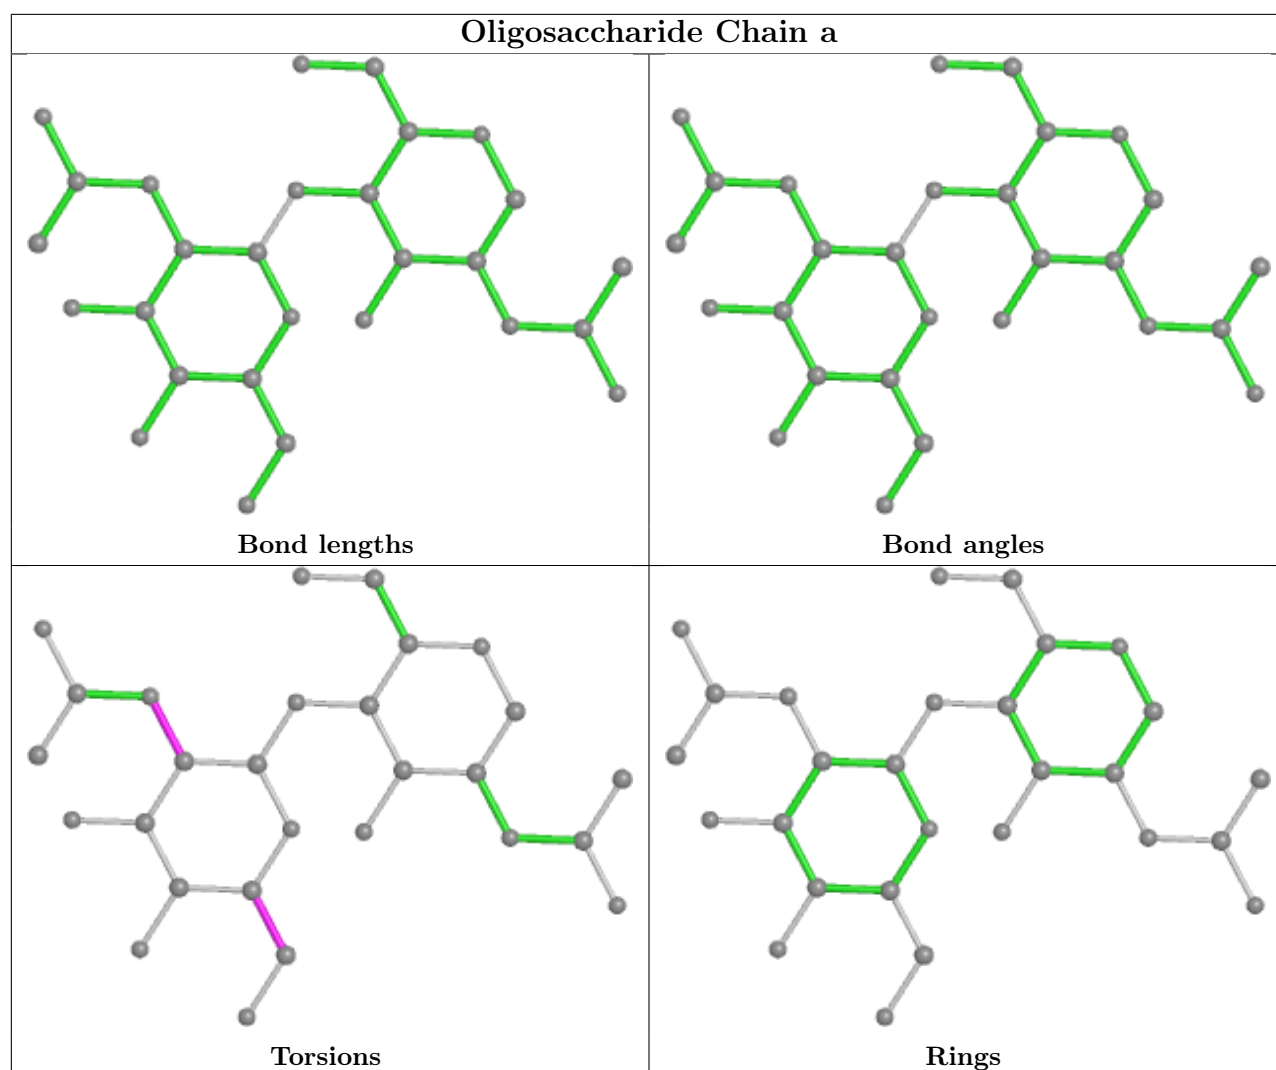 Oligosaccharide Chain a
Bond lengths
Bond angles
Torsions
Rings